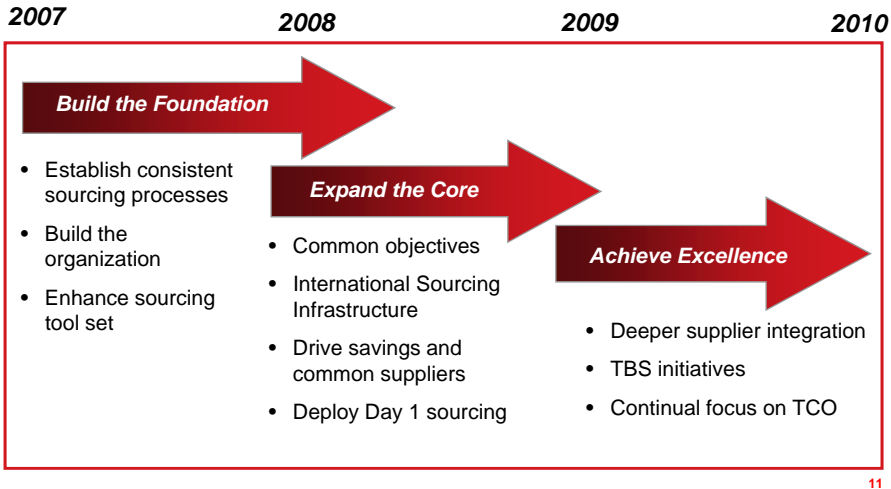 2007
2008
2009
2010
Build the Foundation
• Establish consistent
sourcing processes
• Build the
organization
• Enhance sourcing
tool set
Expand the Core
• Common objectives
• International Sourcing
Infrastructure
• Drive savings and
common suppliers
• Deploy Day 1 sourcing
Achieve Excellence
• Deeper supplier integration
• TBS initiatives
• Continual focus on TCO
11